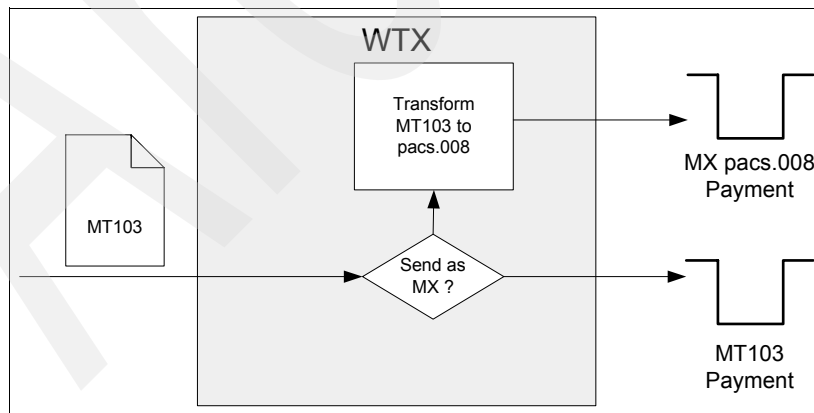 WTX
Transform
MT103 to
pacs.008
MX pacs.008
Payment
MT103
Send as
MX ?
MT103
Payment